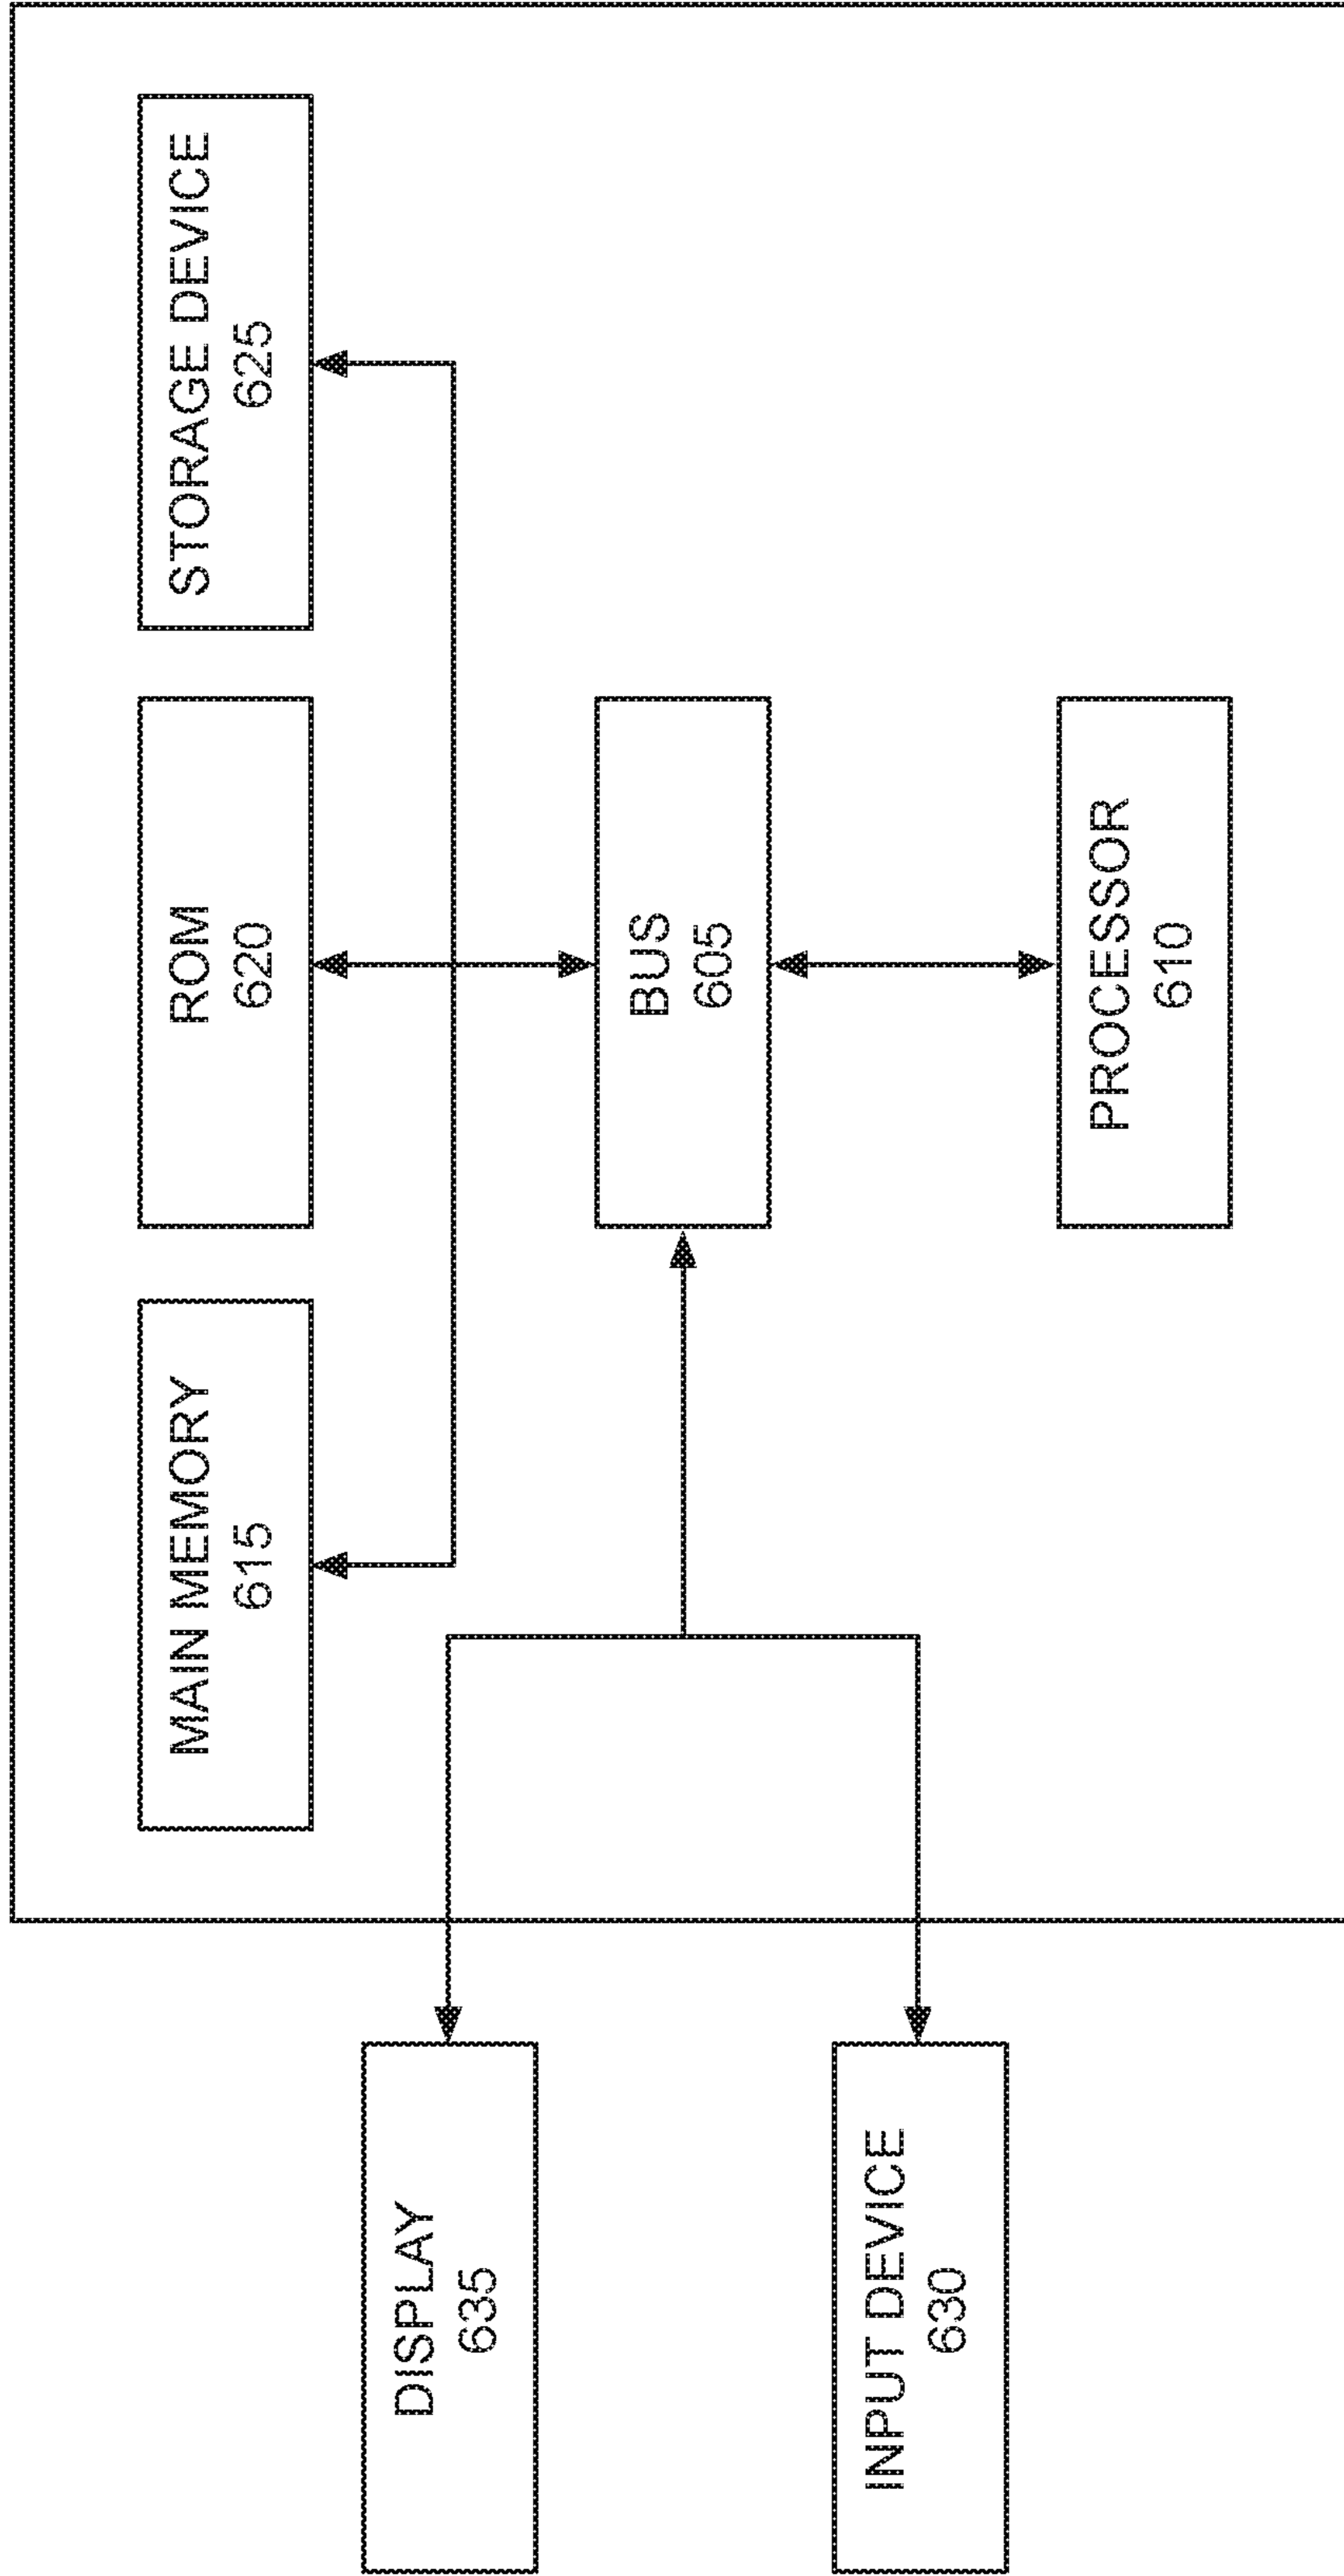 DISPLAY
635
INPUT DEVICE
630
MAIN MEMORY
615
ROM
620
STORAGE DEVICE
625
BUS
605
PROCESSOR
610